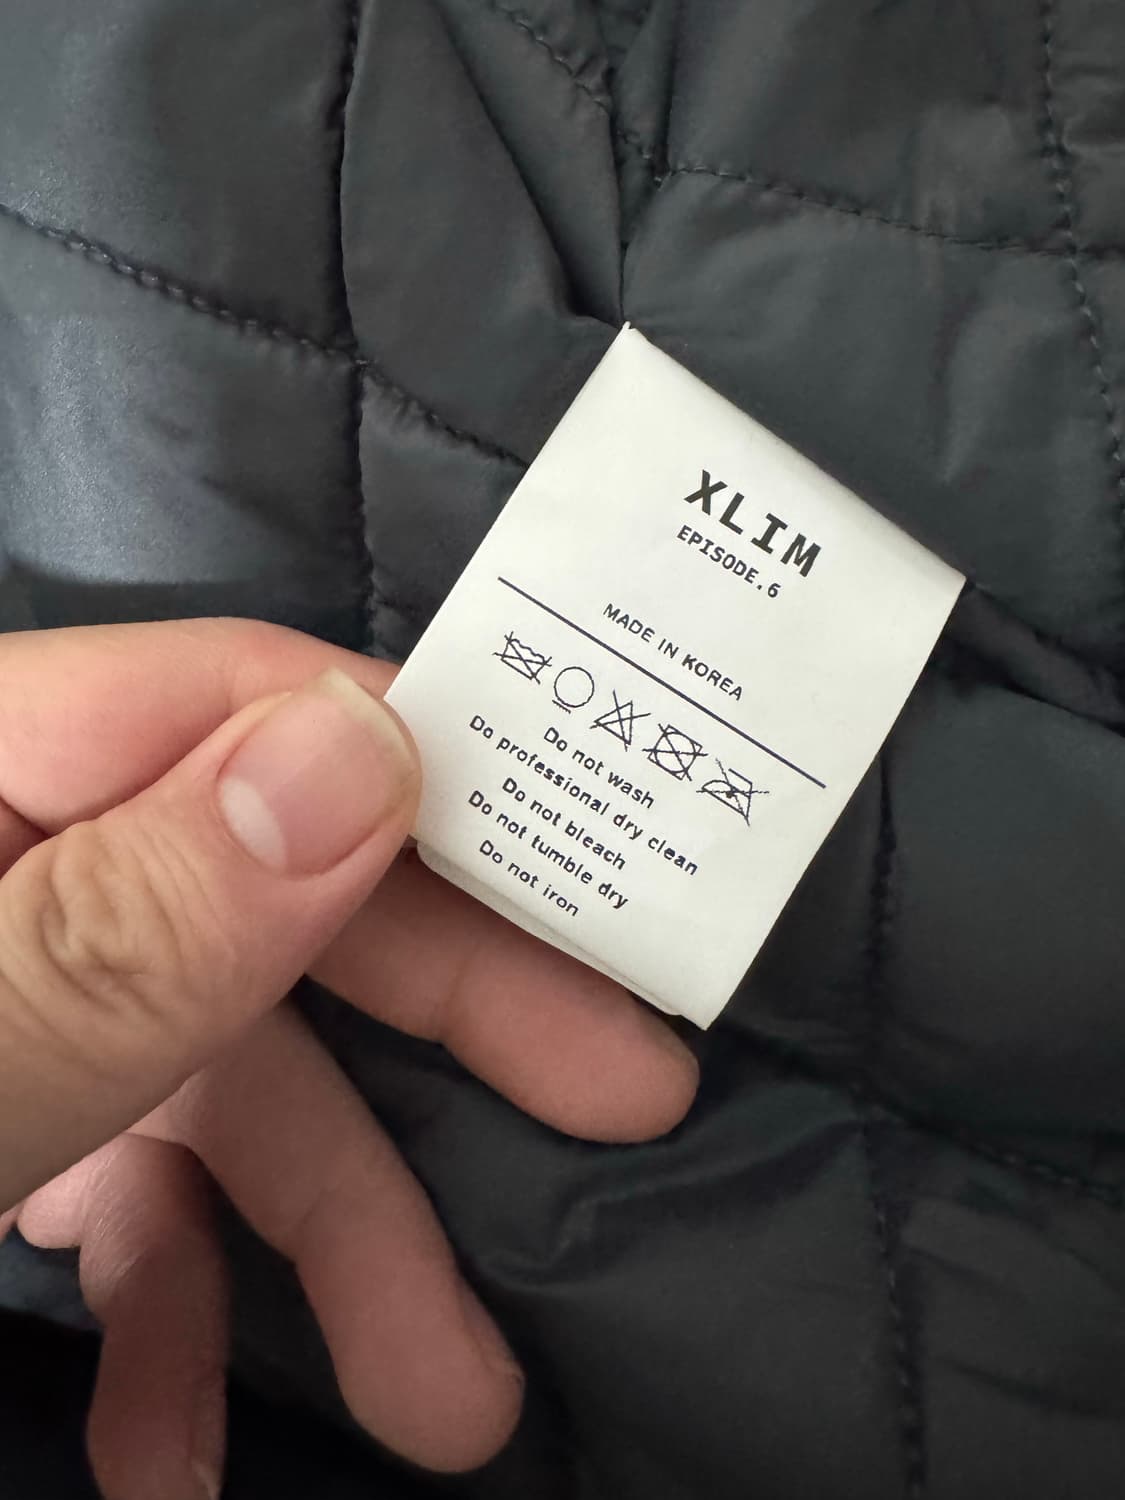 XLIM
EPISODE.6
MADE IN KOREA
Do not wash
Do professional dry clean
Do not bleach
Do not tumble dry
Do not iron